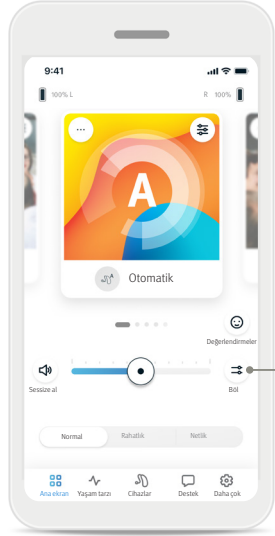 9:41
100% L
R 100%
A
Otomatik
Değerlendirmeler
Sessize al
Böl
Normal
Rahatlık
Netlik
Ana ekran
Yaşam tarzı
Cihazlar
Destek
Daha çok